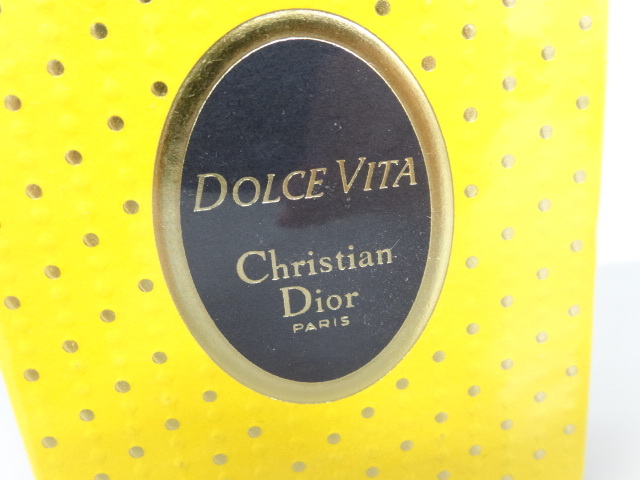 DOLCE VITA
Christian
Dior
PARIS